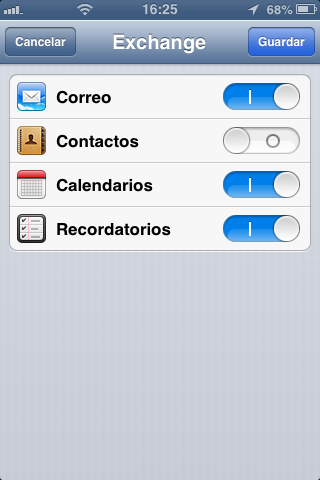 16:25
68%
Cancelar
Exchange
Guardar
Correo
Contactos
Calendarios
Recordatorios